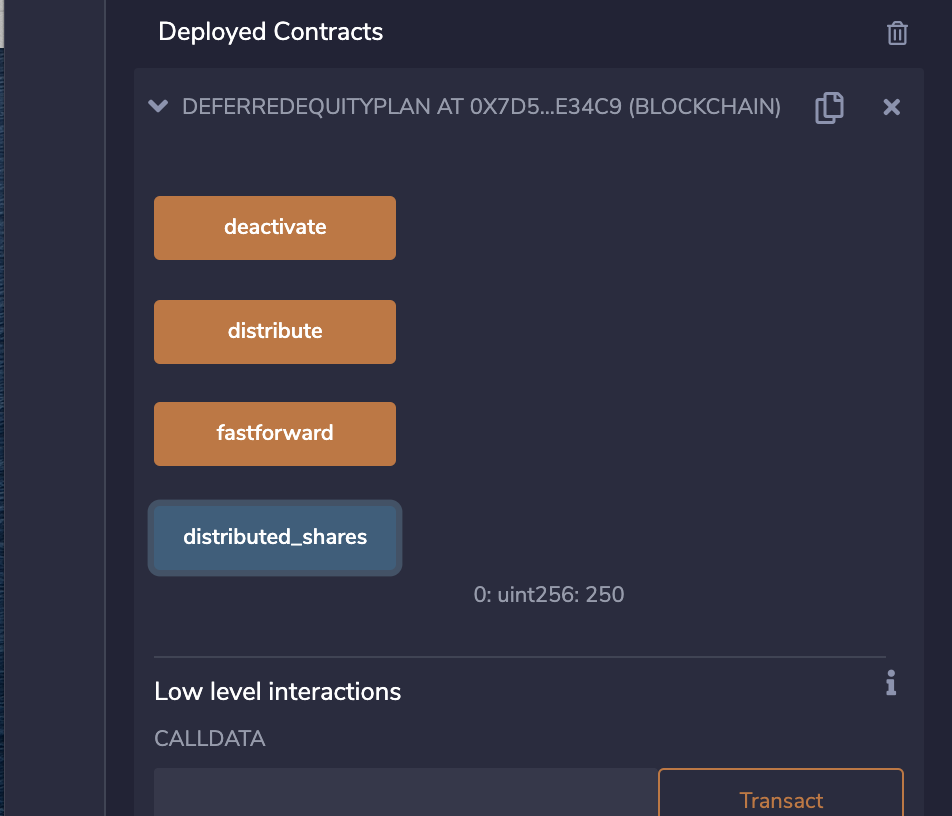 Deployed Contracts
DEFERREDEQUITYPLAN AT 0X7D5...E34C9 (BLOCKCHAIN)
deactivate
distribute
fastforward
distributed_shares
0: uint256: 250
Low level interactions
CALLDATA
Transact